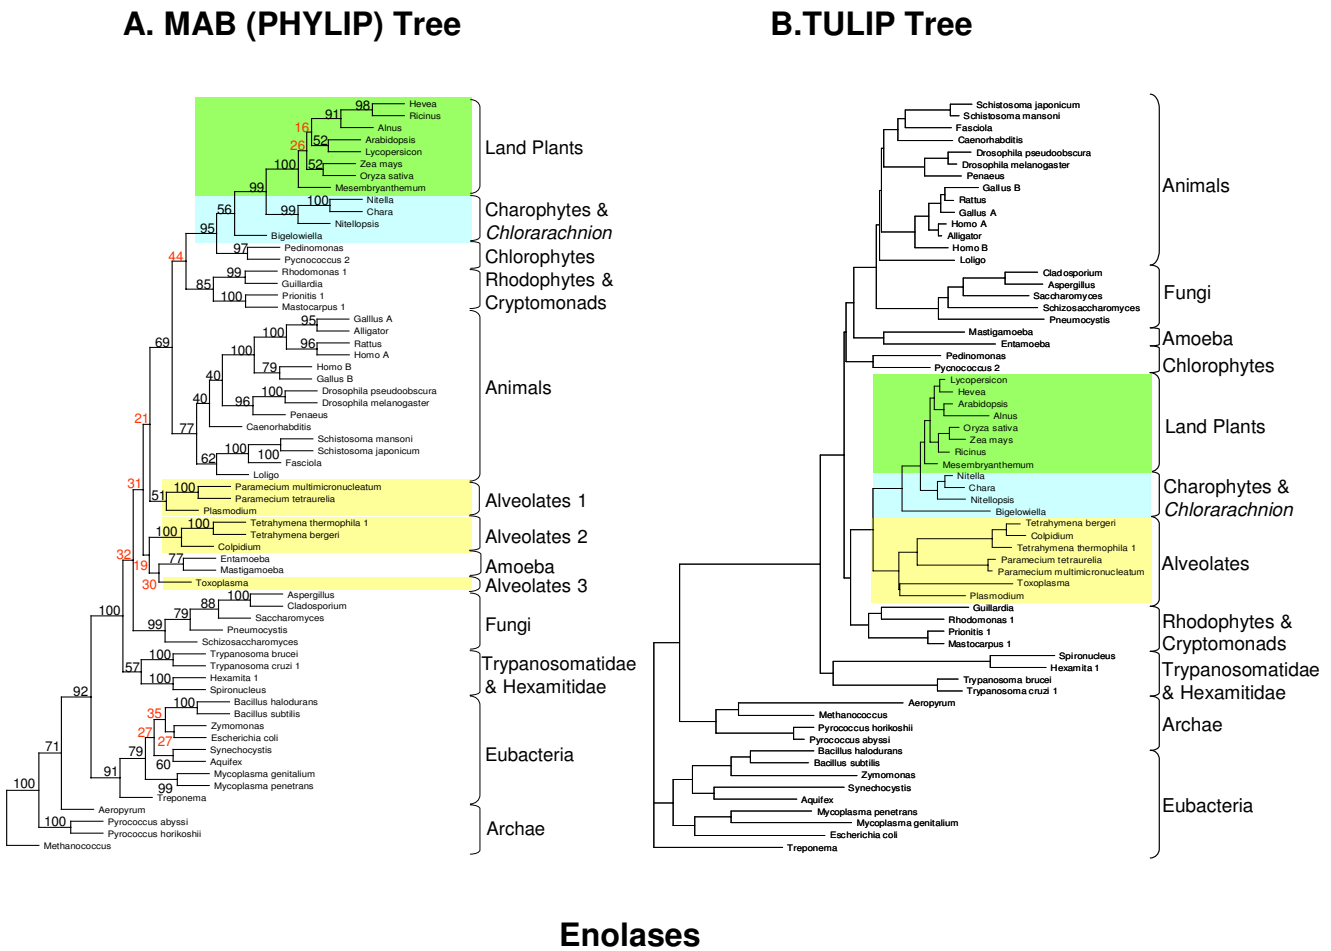 A. MAB (PHYLIP) Tree
B.TULIP Tree
98
Hevea
Ricinus
91
Alnus
16
Arabidopsis
52
Lycopersicon
26
Zea mays
52
Oryza sativa
100
Mesembryanthemum
Land Plants
99
Nitella
100
Chara
99
Nitellopsis
56
Bigelowiella
Charophytes &
Chlorarachnion
95
Pedinomonas
97
Pycnococcus 2
Chlorophytes
44
Rhodomonas 1
99
Guillardia
85
Prionitis 1
100
Mastocarpus 1
Rhodophytes &
Cryptomonads
69
Galllus A
95
Alligator
100
Rattus
96
Homo A
100
Homo B
79
Gallus B
40
Drosophila pseudoobscura
100
Drosophila melanogaster
96
Penaeus
40
Caenorhabditis
77
Schistosoma mansoni
100
Schistosoma japonicum
100
Fasciola
62
Loligo
Animals
21
31
Paramecium multimicronucleatum
100
Paramecium tetraurelia
51
Plasmodium
Alveolates 1
Tetrahymena thermophila 1
100
Tetrahymena bergeri
100
Colpidium
Alveolates 2
32
19
Entamoeba
77
Mastigamoeba
Amoeba
30
Toxoplasma
Alveolates 3
100
Aspergillus
100
Cladosporium
88
Saccharomyces
79
Pneumocystis
99
Schizosaccharomyces
Fungi
Trypanosoma brucei
100
Trypanosoma cruzi 1
57
Hexamita 1
100
Spironucleus
Trypanosomatidae
& Hexamitidae
92
Bacillus halodurans
100
Bacillus subtilis
35
Zymomonas
27
Escherichia coli
27
Synechocystis
79
60
Aquifex
91
Mycoplasma genitalium
99
Mycoplasma penetrans
Treponema
Eubacteria
71
100
Aeropyrum
Pyrococcus abyssi
100
Pyrococcus horikoshii
Methanococcus
Archae
Schistosoma japonicum
Schistosoma mansoni
Fasciola
Caenorhabditis
Drosophila pseudoobscura
Drosophila melanogaster
Penaeus
Gallus B
Rattus
Gallus A
Homo A
Alligator
Homo B
Loligo
Animals
Cladosporium
Aspergillus
Saccharomyces
Schizosaccharomyces
Pneumocystis
Fungi
Mastigamoeba
Entamoeba
Amoeba
Pedinomonas
Pycnococcus 2
Chlorophytes
Lycopersicon
Hevea
Arabidopsis
Alnus
Oryza sativa
Zea mays
Ricinus
Mesembryanthemum
Land Plants
Nitella
Chara
Nitellopsis
Bigelowiella
Charophytes &
Chlorarachnion
Tetrahymena bergeri
Colpidium
Tetrahymena thermophila 1
Paramecium tetraurelia
Paramecium multimicronucleatum
Toxoplasma
Plasmodium
Alveolates
Guillardia
Rhodomonas 1
Prionitis 1
Mastocarpus 1
Rhodophytes &
Cryptomonads
Spironucleus
Hexamita 1
Trypanosoma brucei
Trypanosoma cruzi 1
Trypanosomatidae
& Hexamitidae
Aeropyrum
Methanococcus
Pyrococcus horikoshii
Pyrococcus abyssi
Archae
Bacillus halodurans
Bacillus subtilis
Zymomonas
Synechocystis
Aquifex
Mycoplasma penetrans
Mycoplasma genitalium
Escherichia coli
Treponema
Eubacteria
Enolases